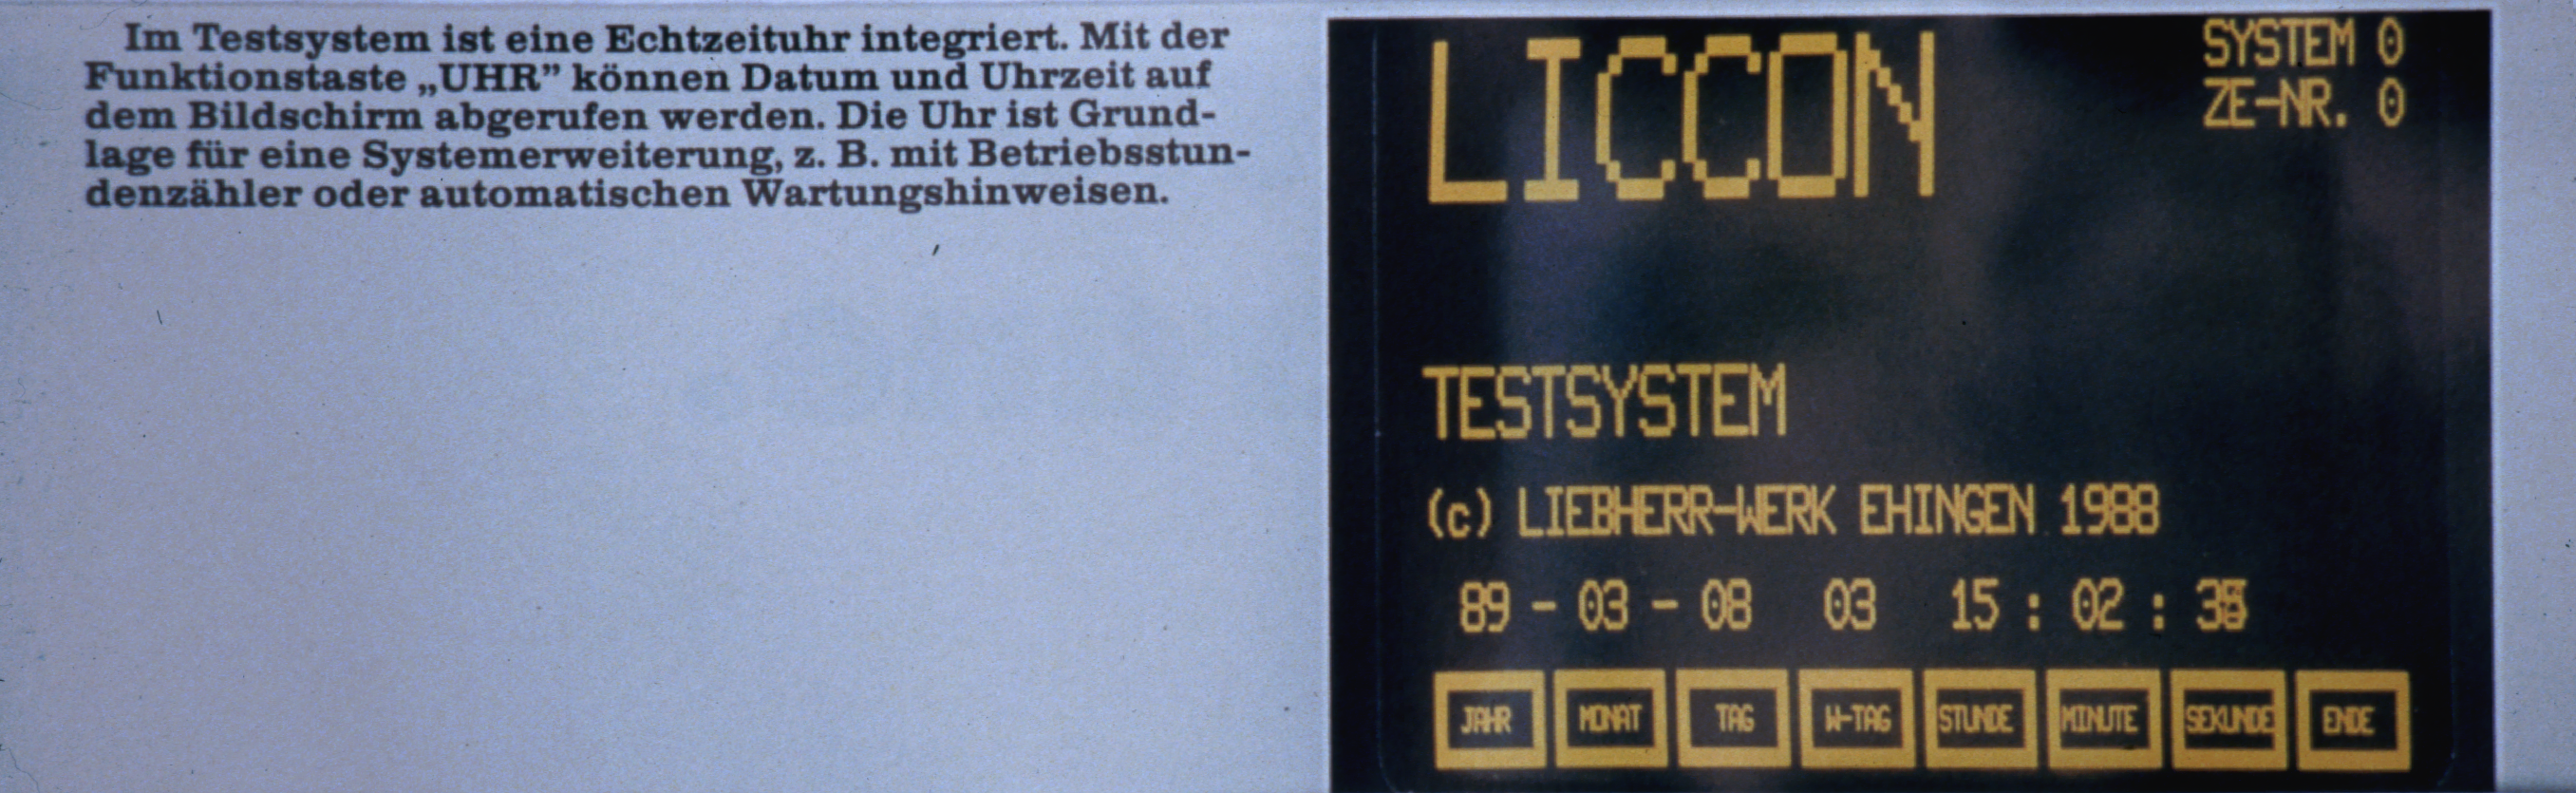 Im Testsystem ist eine Echtzeituhr integriert. Mit der
Funktionstaste „UHR” können Datum und Uhrzeit auf
dem Bildschirm abgerufen werden. Die Uhr ist Grund-
lage für eine Systemerweiterung, z. B. mit Betriebsstun-
denzähler oder automatischen Wartungshinweisen.
LICCON
SYSTEM 0
ZE-NR. 0
TESTSYSTEM
(c) LIEBHERR-WERK EHINGEN 1988
89 - 03 - 08 03 15 : 02 :
JAHR MONAT TAG W-TAG STUNDE MINUTE SEKUNDE ENDE